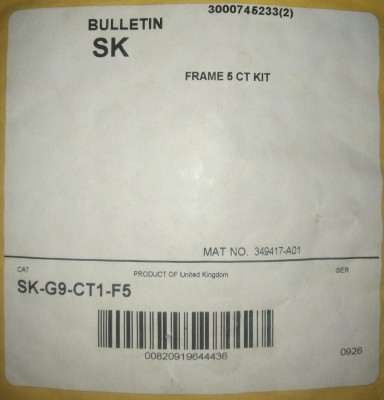 3000745233(2)
BULLETIN
SK
FRAME 5 CT KIT
MAT NO. 349417-A01
CAT
PRODUCT OF United Kingdom
SER
SK-G9-CT1-F5
00820919644436
0926